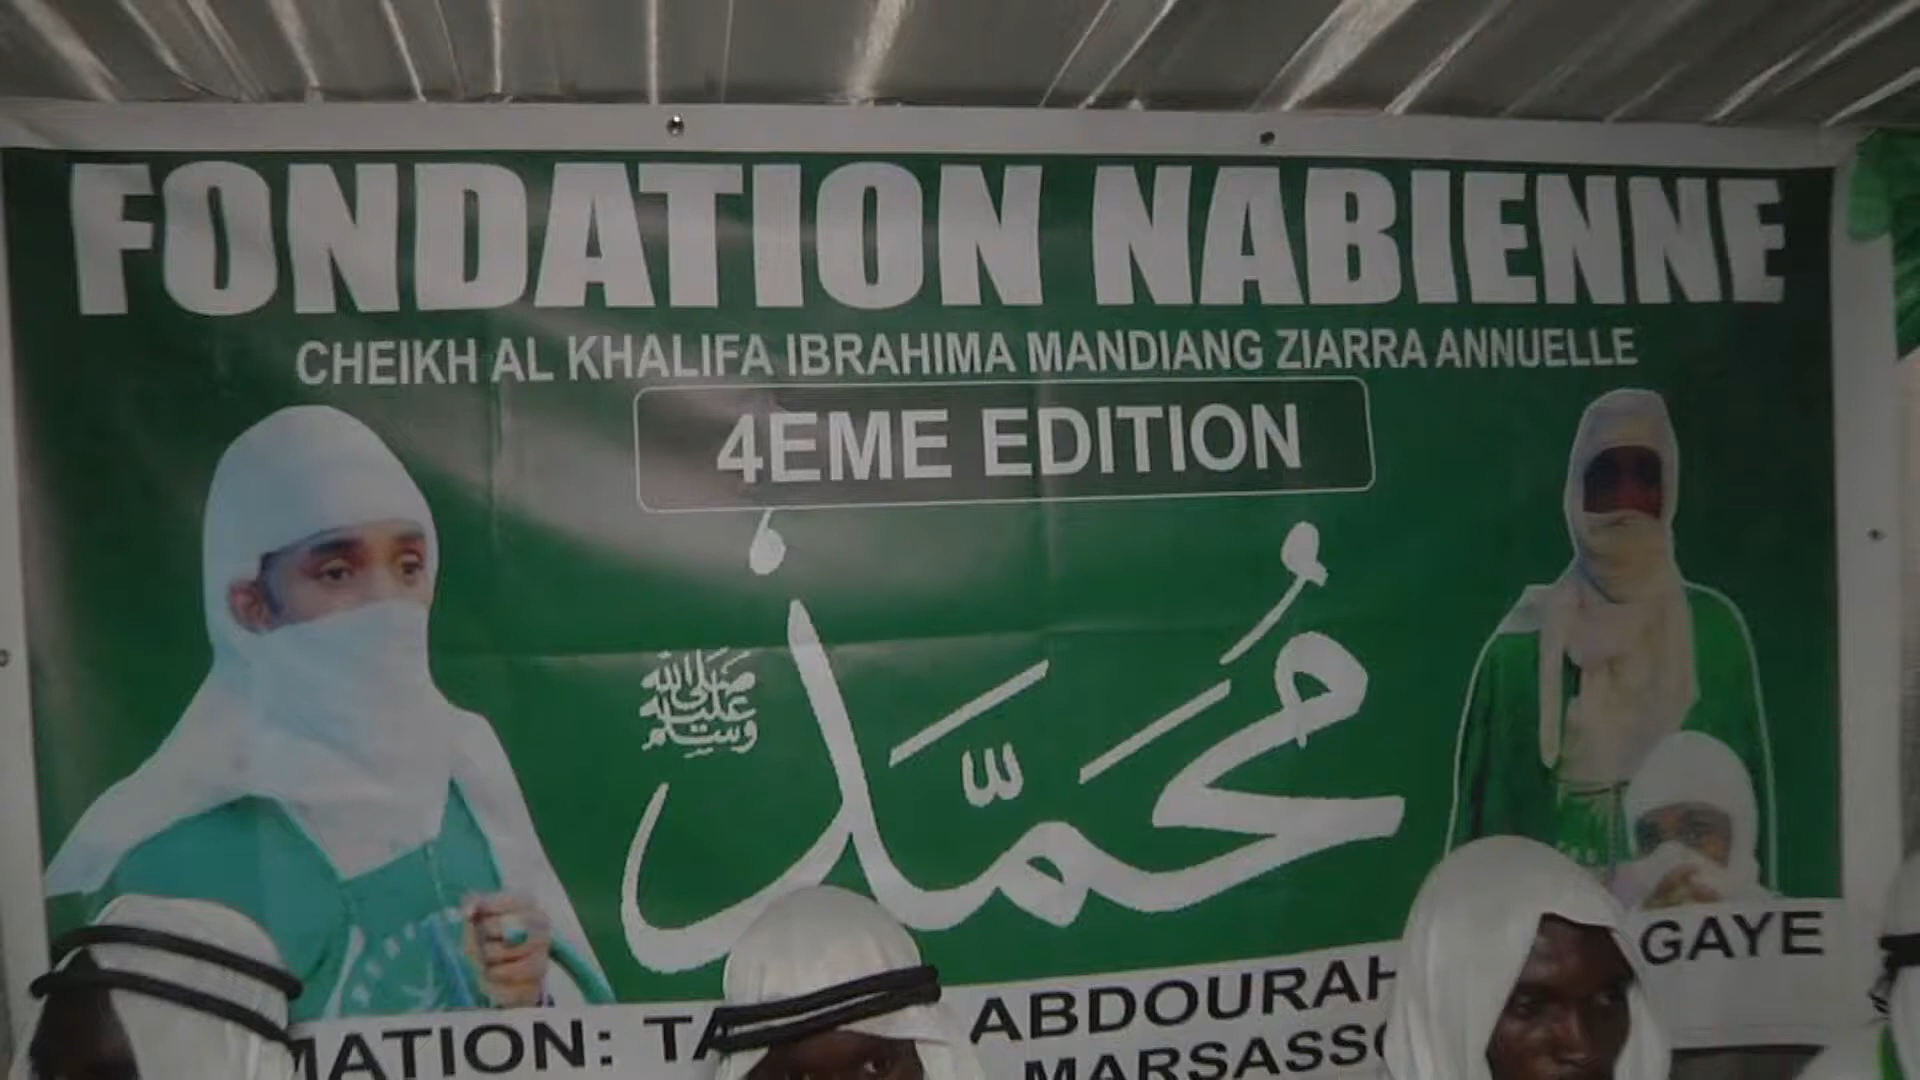 FONDATION NABIENNE
CHEIKH AL KHALIFA IBRAHIMA MANDIANG ZIARRA ANNUELLE
4EME EDITION
صلى الله
عليه
وسلم
مُحَمَّد
GAYE
MATION: TA ABDOURAH
MARSASSO